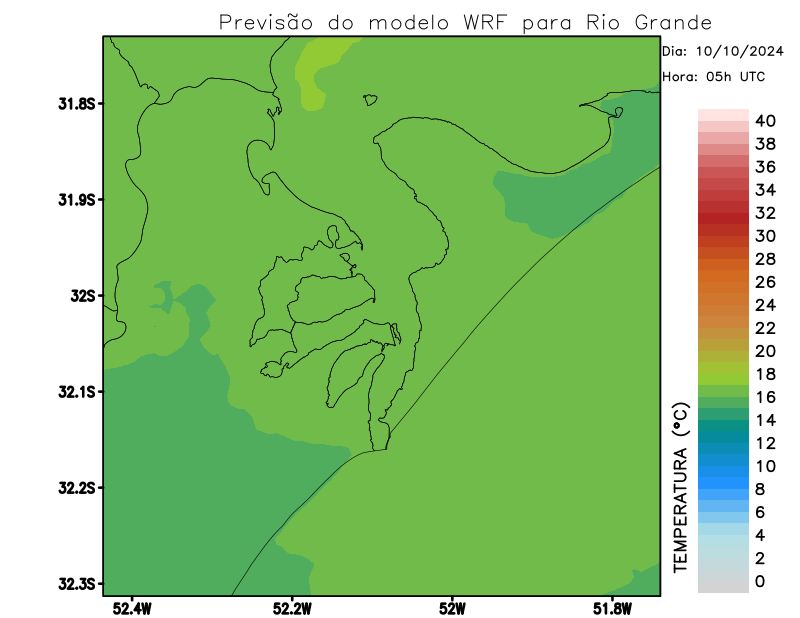 Previsão do modelo WRF para Rio Grande
Dia: 10/10/2024
Hora: 05h UTC
31.8S
31.9S
32S
32.1S
32.2S
32.3S
52.4W
52.2W
52W
51.8W
TEMPERATURA (°C)
40
38
36
34
32
30
28
26
24
22
20
18
16
14
12
10
8
6
4
2
0